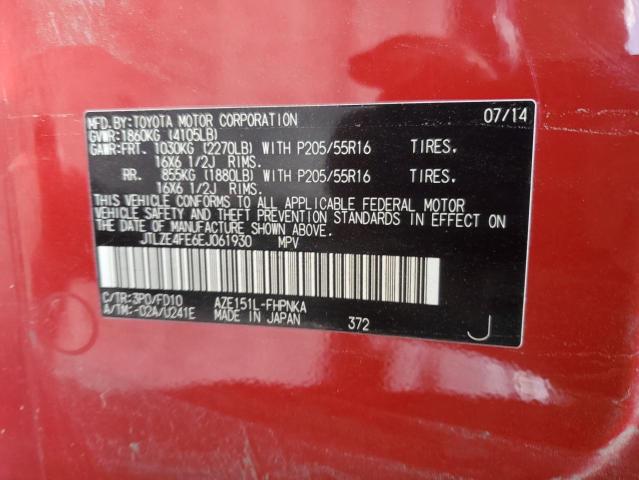 MFD.BY:TOYOTA MOTOR CORPORATION 07/14
GVWR:1860KG (4105LB)
GAWR:FRT. 1030KG (2270LB) WITH P205/55R16 TIRES.
16X6 1/2J RIMS.
RR. 855KG (1880LB) WITH P205/55R16 TIRES.
16X6 1/2J RIMS.
THIS VEHICLE CONFORMS TO ALL APPLICABLE FEDERAL MOTOR
VEHICLE SAFETY AND THEFT PREVENTION STANDARDS IN EFFECT ON
THE DATE OF MANUFACTURE SHOWN ABOVE.
JTLZE4FE6EJ061930 MPV
C/TR:3P0/FD10 AZE151L-FHPNKA
A/TM:-02A/U241E MADE IN JAPAN 372 J